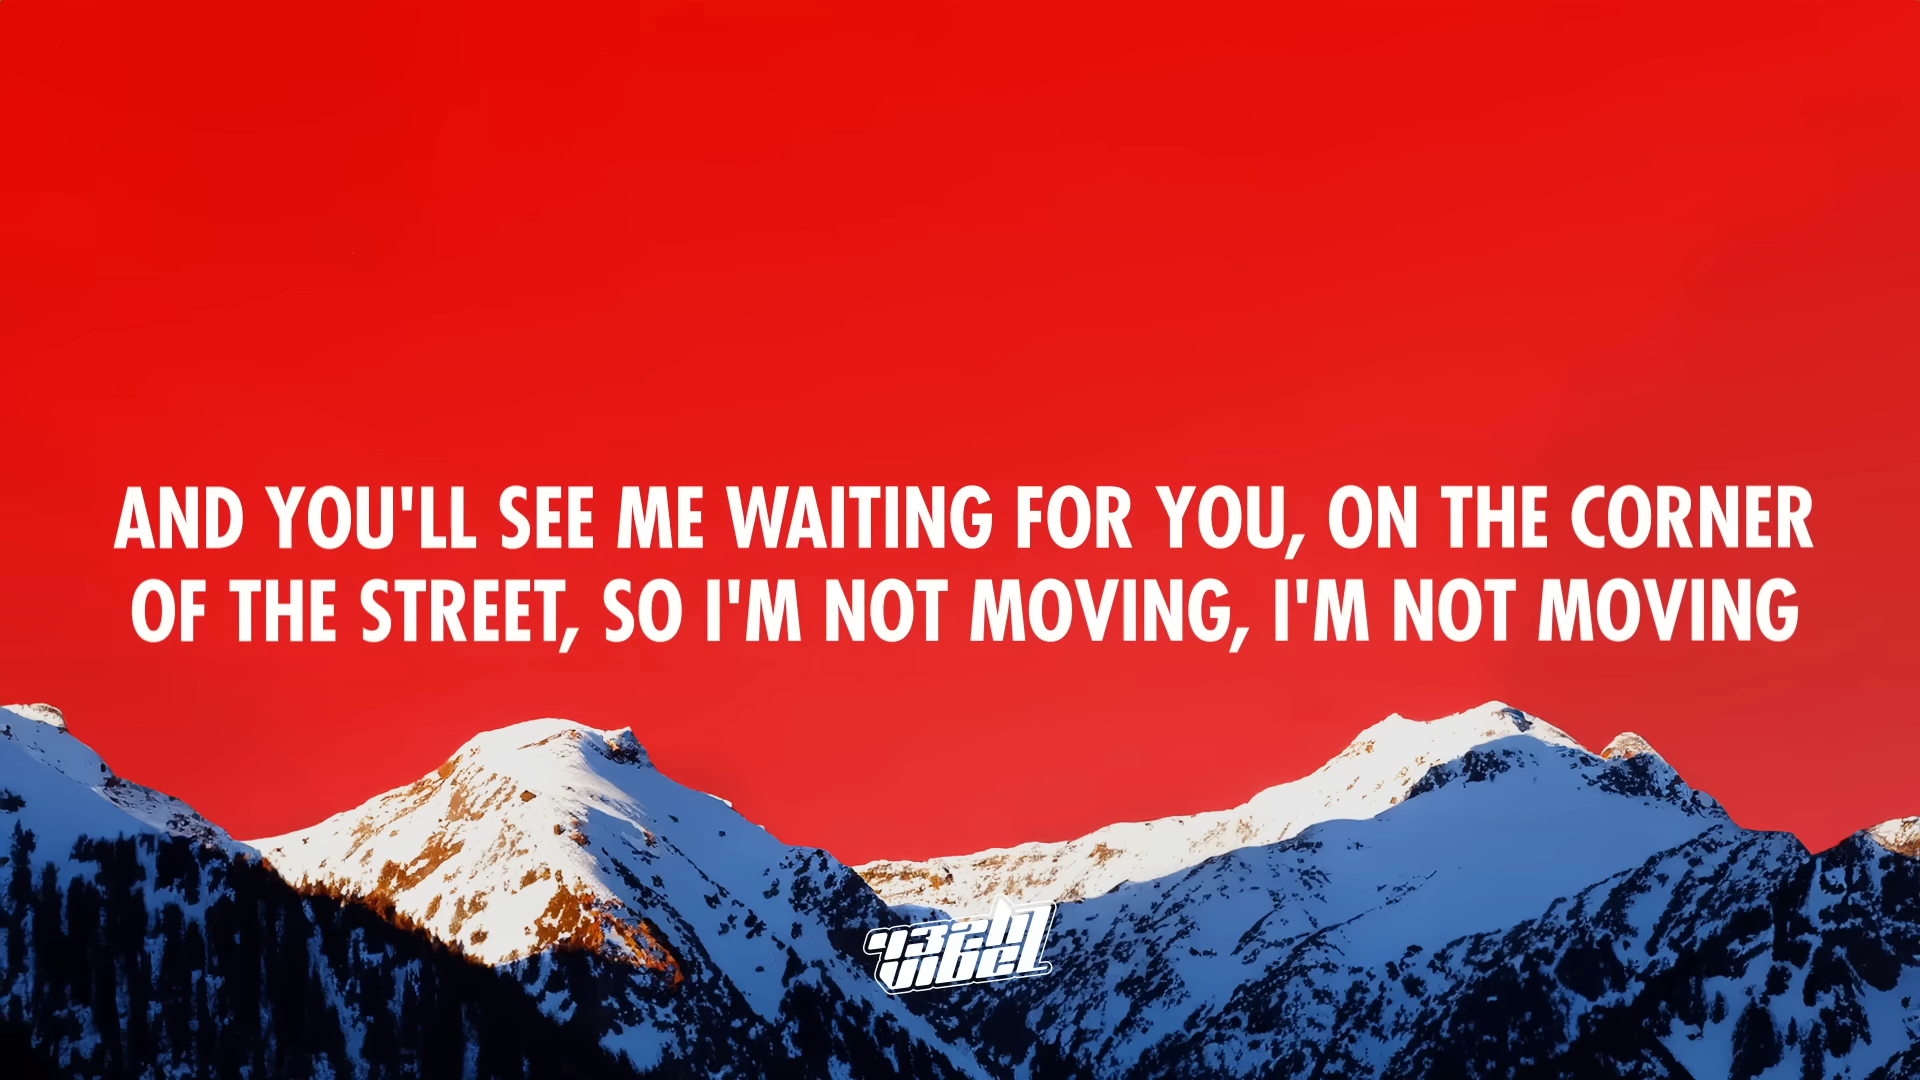 AND YOU'LL SEE ME WAITING FOR YOU, ON THE CORNER
OF THE STREET, SO I'M NOT MOVING, I'M NOT MOVING